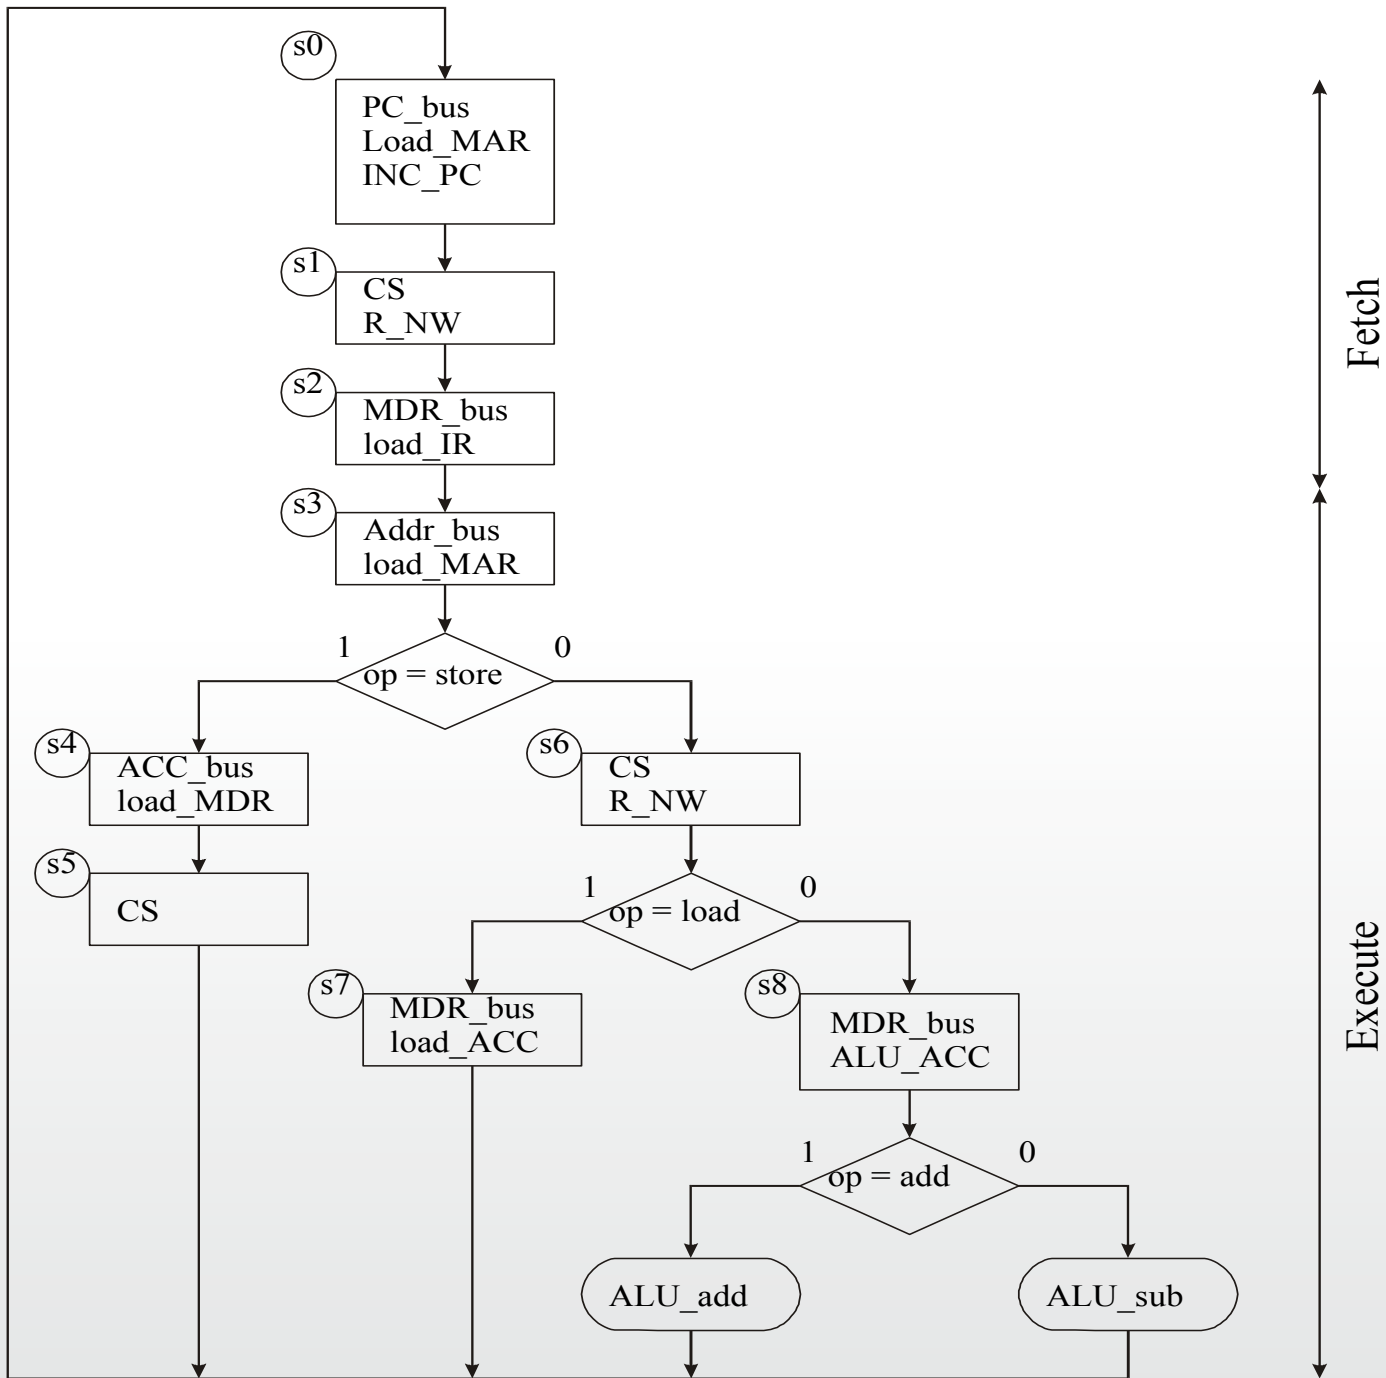 s0
PC_bus
Load_MAR
INC_PC
s1
CS
R_NW
Fetch
s2
MDR_bus
load_IR
s3
Addr_bus
load_MAR
1
0
op = store
s4
ACC_bus
load_MDR
s6
CS
R_NW
s5
CS
1
0
op = load
s7
MDR_bus
load_ACC
s8
MDR_bus
ALU_ACC
Execute
1
0
op = add
ALU_add
ALU_sub